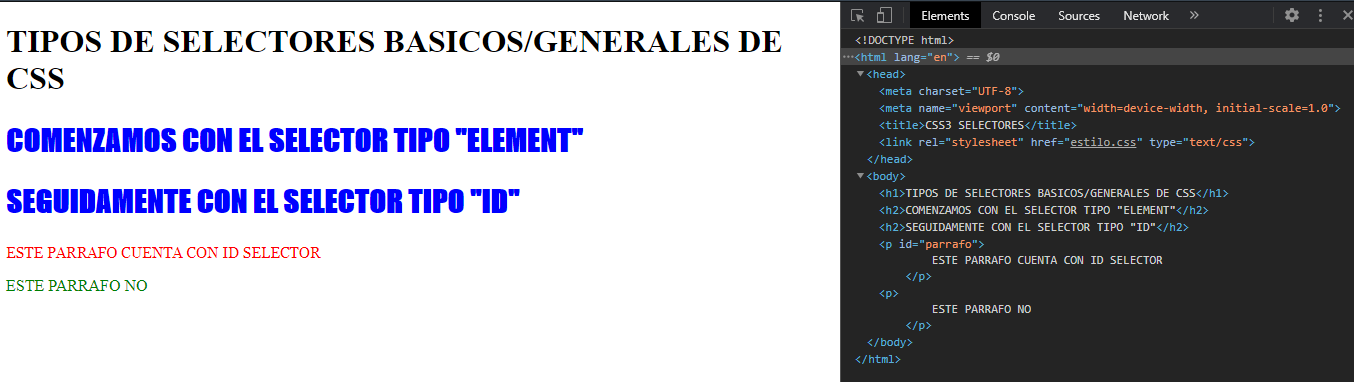 TIPOS DE SELECTORES BASICOS/GENERALES DE
CSS
COMENZAMOS CON EL SELECTOR TIPO "ELEMENT"
SEGUIDAMENTE CON EL SELECTOR TIPO "ID"
ESTE PARRAFO CUENTA CON ID SELECTOR
ESTE PARRAFO NO
Elements Console Sources Network »
<!DOCTYPE html>
⋯<html lang="en"> == $0
<head>
<meta charset="UTF-8">
<meta name="viewport" content="width=device-width, initial-scale=1.0">
<title>CSS3 SELECTORES</title>
<link rel="stylesheet" href="estilo.css" type="text/css">
</head>
<body>
<h1>TIPOS DE SELECTORES BASICOS/GENERALES DE CSS</h1>
<h2>COMENZAMOS CON EL SELECTOR TIPO "ELEMENT"</h2>
<h2>SEGUIDAMENTE CON EL SELECTOR TIPO "ID"</h2>
<p id="parrafo">
ESTE PARRAFO CUENTA CON ID SELECTOR
</p>
<p>
ESTE PARRAFO NO
</p>
</body>
</html>